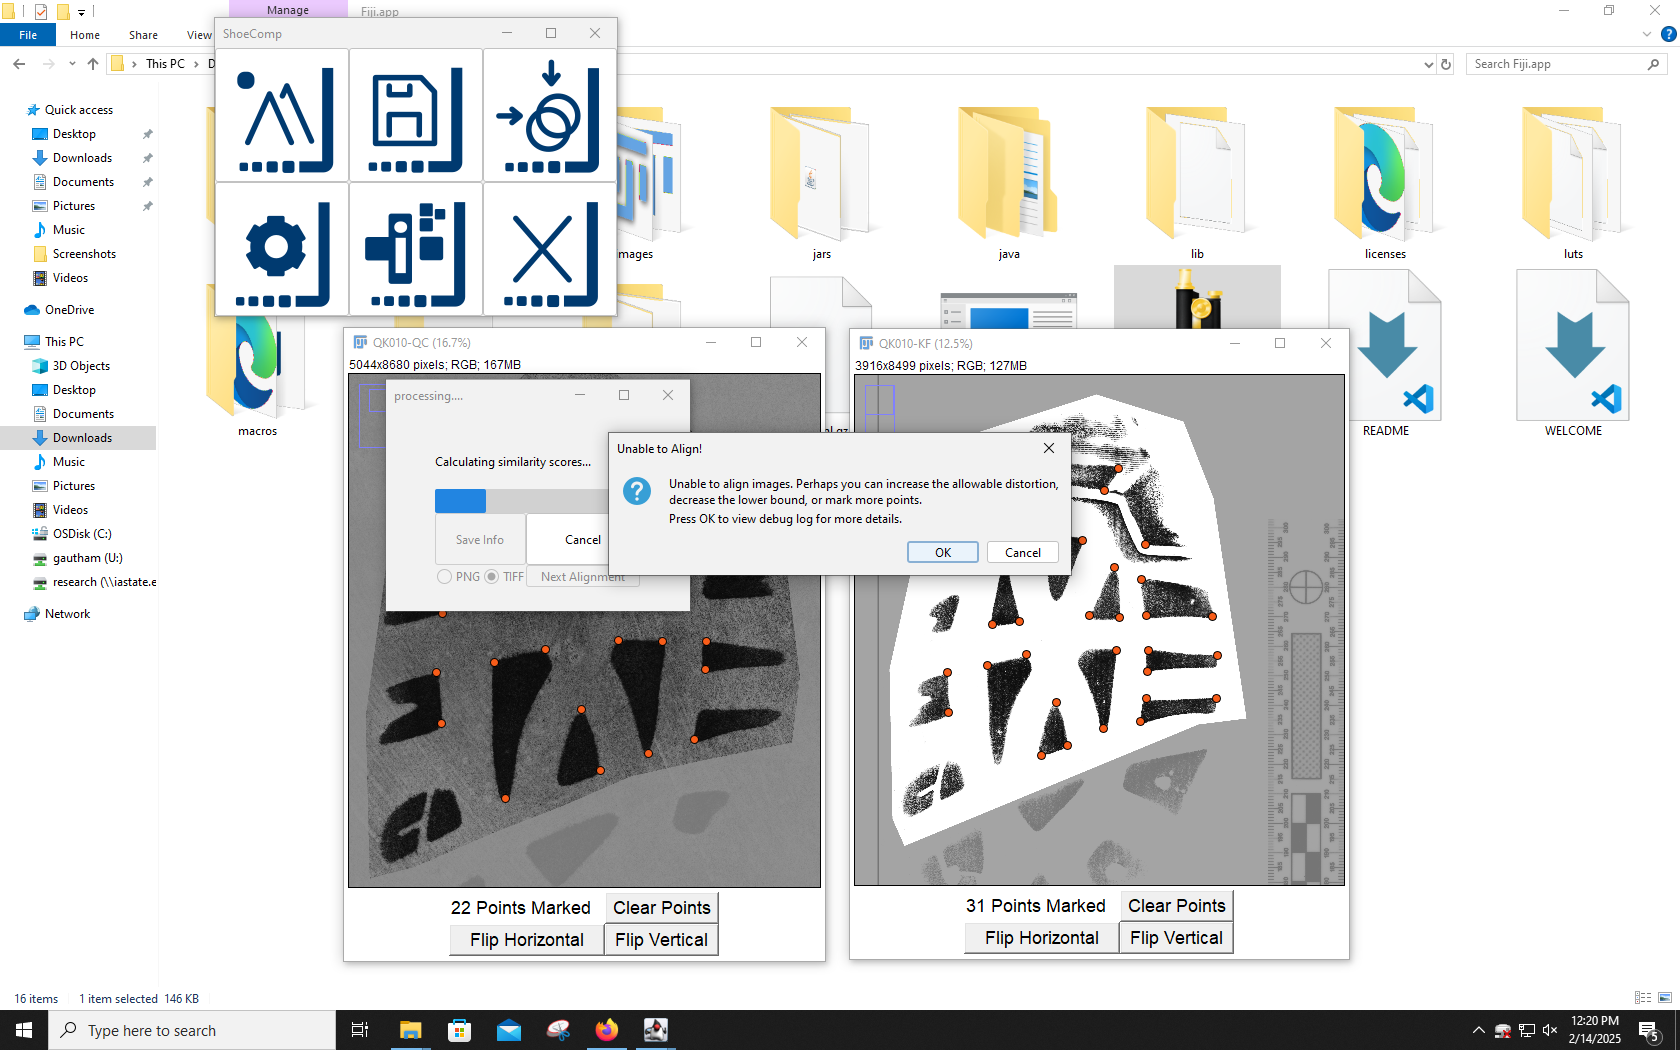 Manage
Fiji.app
File
Home
Share
View
ShoeComp
This PC
Search Fiji.app
Quick access
Desktop
Downloads
Documents
Pictures
Music
Screenshots
Videos
OneDrive
This PC
3D Objects
Desktop
Documents
Downloads
Music
Pictures
Videos
OSDisk (C:)
gautham (U:)
research (\\iastate.e
Network
mages
jars
java
lib
licenses
luts
macros
README
WELCOME
QK010-QC (16.7%)
5044x8680 pixels; RGB; 167MB
QK010-KF (12.5%)
3916x8499 pixels; RGB; 127MB
processing....
Calculating similarity scores...
Save Info
Cancel
PNG
TIFF
Next Alignment
Unable to Align!
Unable to align images. Perhaps you can increase the allowable distortion,
decrease the lower bound, or mark more points.
Press OK to view debug log for more details.
OK
Cancel
22 Points Marked
Clear Points
Flip Horizontal
Flip Vertical
31 Points Marked
Clear Points
Flip Horizontal
Flip Vertical
16 items
1 item selected 146 KB
Type here to search
12:20 PM
2/14/2025
5